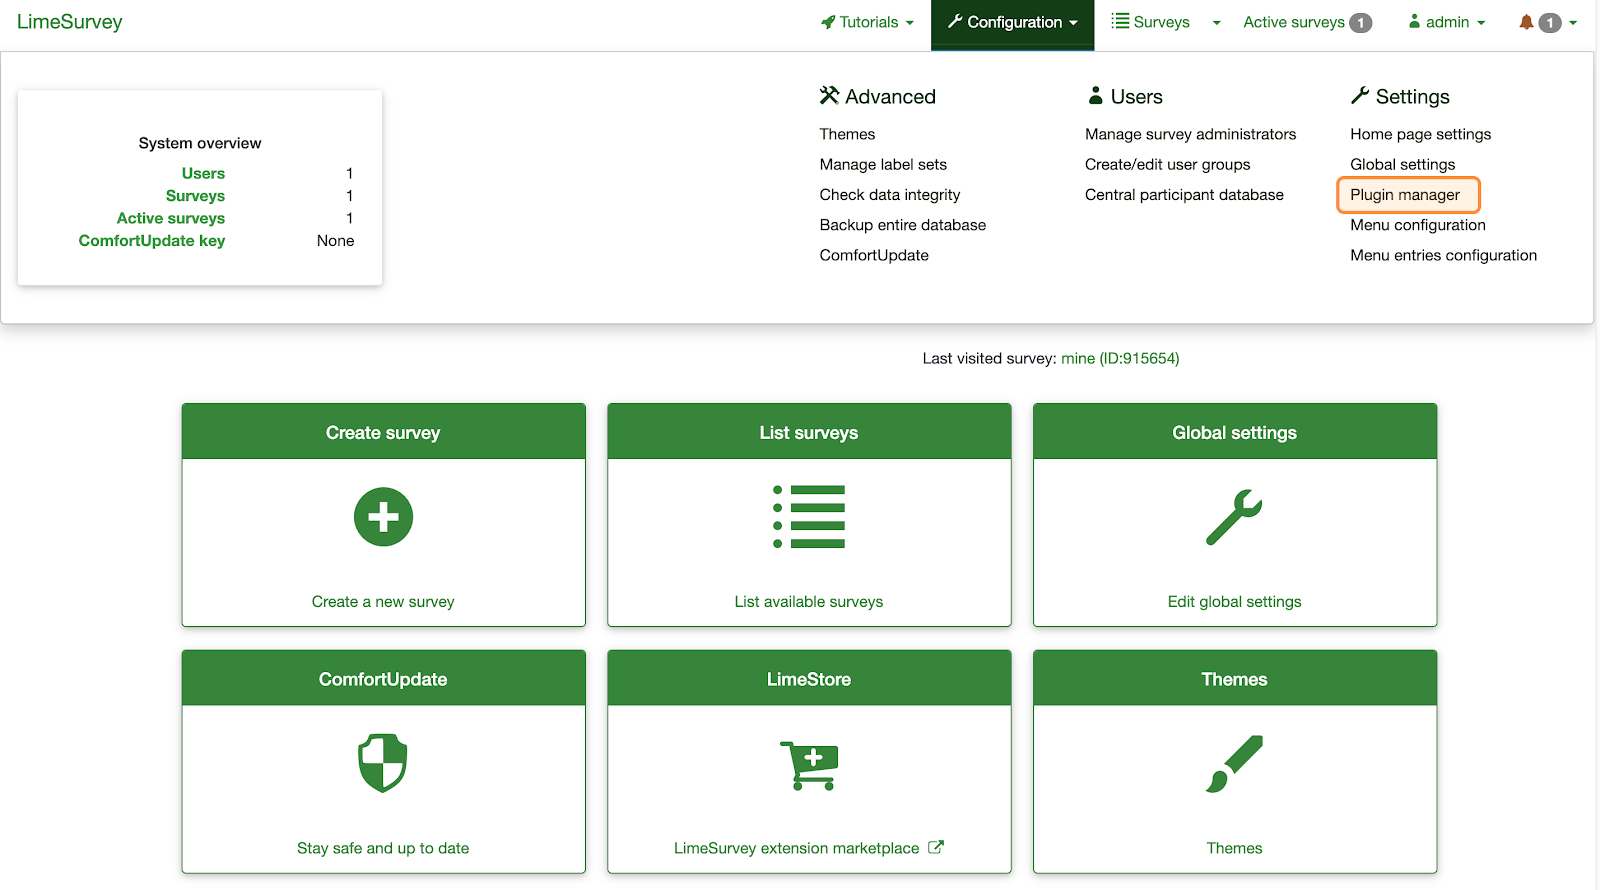 LimeSurvey
Tutorials
Configuration
Surveys
Active surveys 1
admin
1
System overview
Users 1
Surveys 1
Active surveys 1
ComfortUpdate key None
Advanced
Themes
Manage label sets
Check data integrity
Backup entire database
ComfortUpdate
Users
Manage survey administrators
Create/edit user groups
Central participant database
Settings
Home page settings
Global settings
Plugin manager
Menu configuration
Menu entries configuration
Last visited survey: mine (ID:915654)
Create survey
Create a new survey
List surveys
List available surveys
Global settings
Edit global settings
ComfortUpdate
Stay safe and up to date
LimeStore
LimeSurvey extension marketplace
Themes
Themes